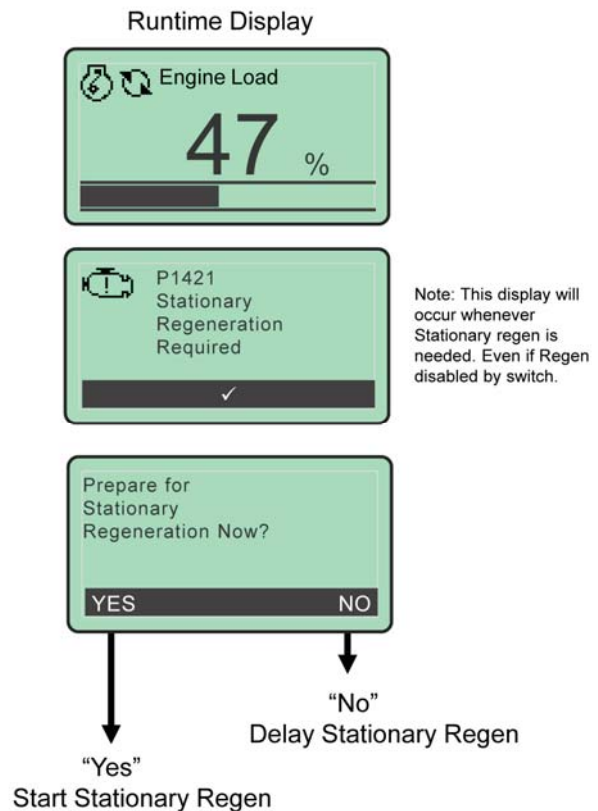 Runtime Display
Engine Load
47 %
P1421
Stationary
Regeneration
Required
✓
Note: This display will
occur whenever
Stationary regen is
needed. Even if Regen
disabled by switch.
Prepare for
Stationary
Regeneration Now?
YES NO
“No”
Delay Stationary Regen
“Yes”
Start Stationary Regen